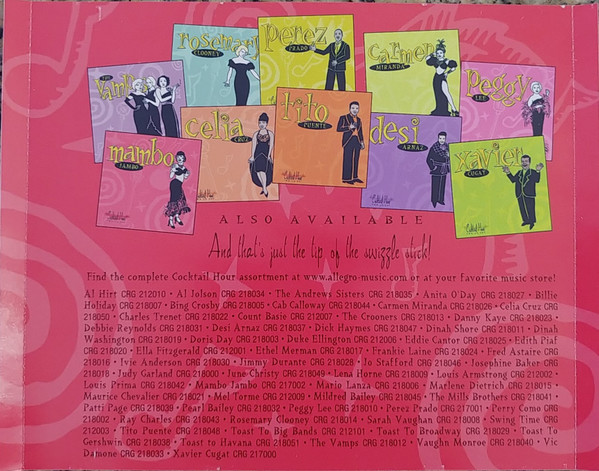 rosemary
CLOONEY
perez
PRADO
carmen
MIRANDA
THE
vamps
peggy
LEE
mambo
JAMBO
celia
CRUZ
tito
PUENTE
desi
ARNAZ
xavier
CUGAT
ALSO AVAILABLE
And that's just the tip of the swizzle stick!
Find the complete Cocktail Hour assortment at www.allegro-music.com or at your favorite music store!
Al Hirt CRG 212010 • Al Jolson CRG 218034 • The Andrews Sisters CRG 218035 • Anita O'Day CRG 218027 • Billie
Holiday CRG 218007 • Bing Crosby CRG 218005 • Cab Calloway CRG 218044 • Carmen Miranda CRG 218026 • Celia Cruz CRG
218050 • Charles Trenet CRG 218022 • Count Basie CRG 212007 • The Crooners CRG 218013 • Danny Kaye CRG 218023 •
Debbie Reynolds CRG 218031 • Desi Arnaz CRG 218037 • Dick Haymes CRG 218047 • Dinah Shore CRG 218011 • Dinah
Washington CRG 218019 • Doris Day CRG 218003 • Duke Ellington CRG 212006 • Eddie Cantor CRG 218025 • Edith Piaf
CRG 218020 • Ella Fitzgerald CRG 212001 • Ethel Merman CRG 218017 • Frankie Laine CRG 218024 • Fred Astaire CRG
218016 • Ivie Anderson CRG 218030 • Jimmy Durante CRG 218028 • Jo Stafford CRG 218046 • Josephine Baker CRG
218018 • Judy Garland CRG 218000 • June Christy CRG 218049 • Lena Horne CRG 218009 • Louis Armstrong CRG 212002 •
Louis Prima CRG 218042 • Mambo Jambo CRG 217002 • Mario Lanza CRG 218006 • Marlene Dietrich CRG 218015 •
Maurice Chevalier CRG 218021 • Mel Torme CRG 212009 • Mildred Bailey CRG 218045 • The Mills Brothers CRG 218041 •
Patti Page CRG 218039 • Pearl Bailey CRG 218032 • Peggy Lee CRG 218010 • Perez Prado CRG 217001 • Perry Como CRG
218002 • Ray Charles CRG 218043 • Rosemary Clooney CRG 218014 • Sarah Vaughan CRG 218008 • Swing Time CRG
212003 • Tito Puente CRG 218048 • Toast To Big Bands CRG 212101 • Toast To Broadway CRG 218029 • Toast To
Gershwin CRG 218038 • Toast to Havana CRG 218051 • The Vamps CRG 218012 • Vaughn Monroe CRG 218040 • Vic
Damone CRG 218033 • Xavier Cugat CRG 217000